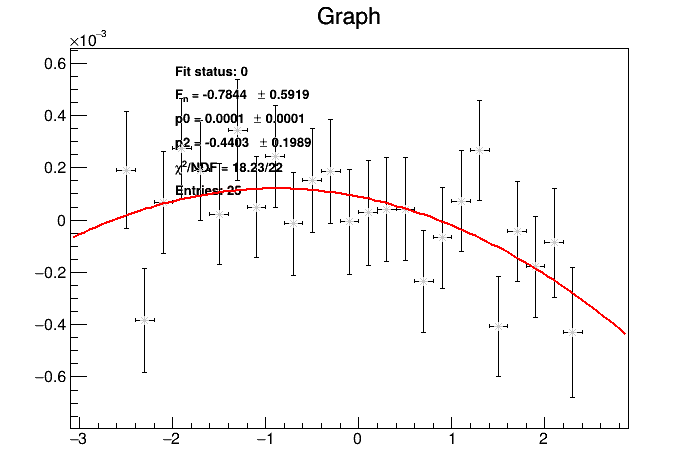 Graph
×10⁻³
Fit status: 0
Eₙ = -0.7844 ± 0.5919
p0 = 0.0001 ± 0.0001
p2 = -0.4403 ± 0.1989
χ²/NDF = 18.23/22
Entries: 25
0.6
0.4
0.2
0
−0.2
−0.4
−0.6
−3 −2 −1 0 1 2